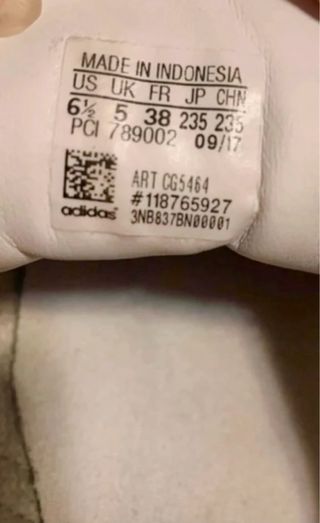 MADE IN INDONESIA
US UK FR JP CHN
6½ 5 38 235 235
PCI 789002 09/17
ART CG5464
#118765927
adidas 3NB837BN00001